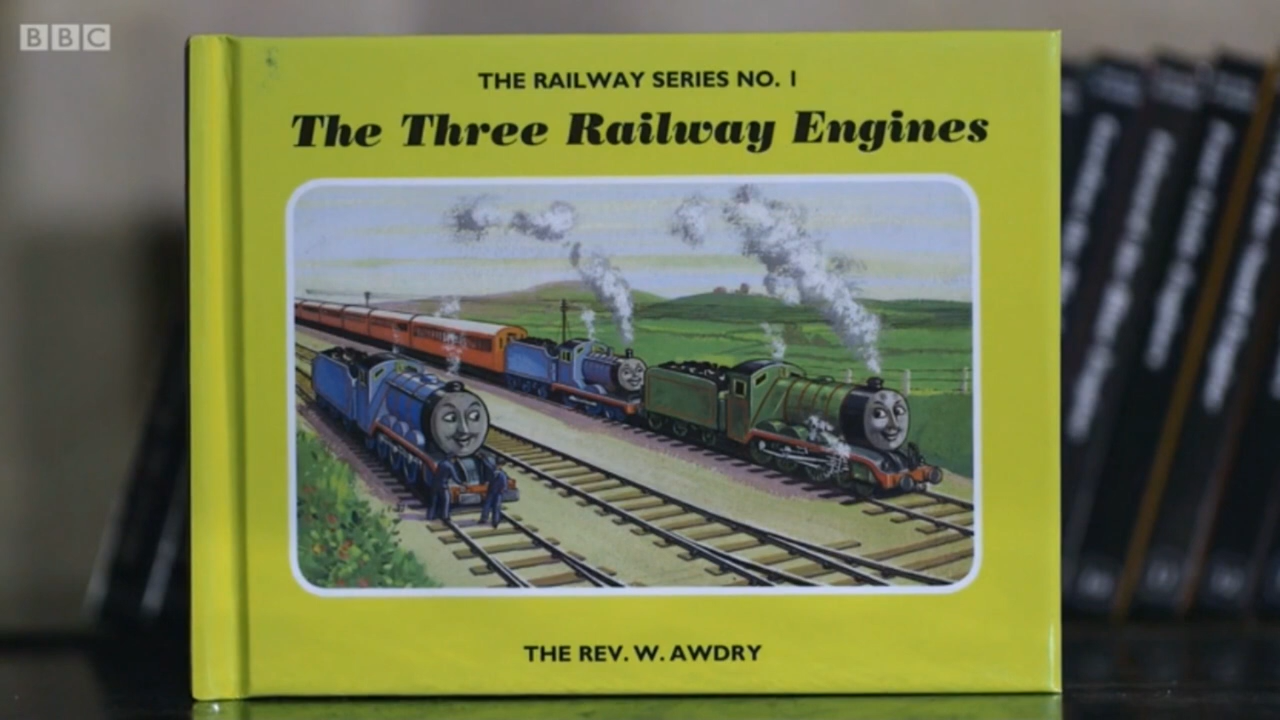 BBC
THE RAILWAY SERIES NO. 1
The Three Railway Engines
THE REV. W. AWDRY